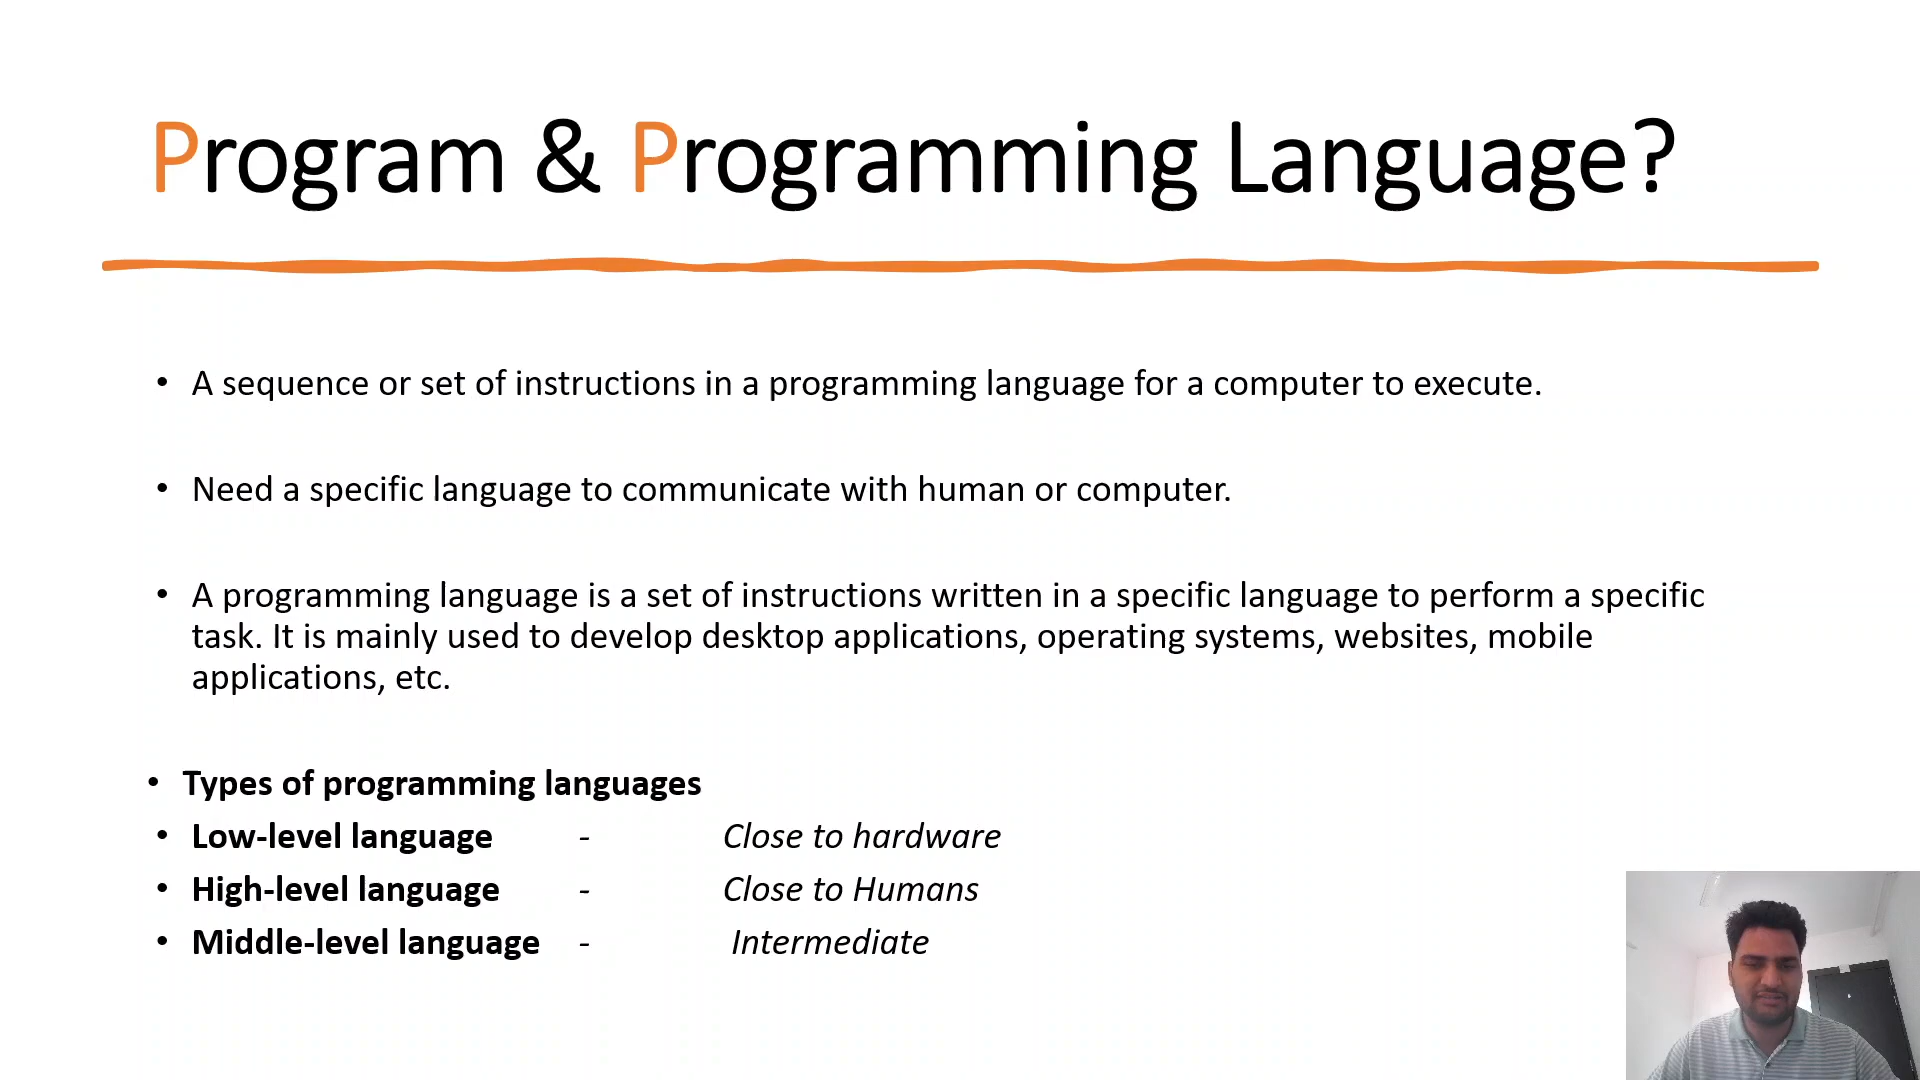 Program & Programming Language?
• A sequence or set of instructions in a programming language for a computer to execute.
• Need a specific language to communicate with human or computer.
• A programming language is a set of instructions written in a specific language to perform a specific
task. It is mainly used to develop desktop applications, operating systems, websites, mobile
applications, etc.
• Types of programming languages
• Low-level language - Close to hardware
• High-level language - Close to Humans
• Middle-level language - Intermediate